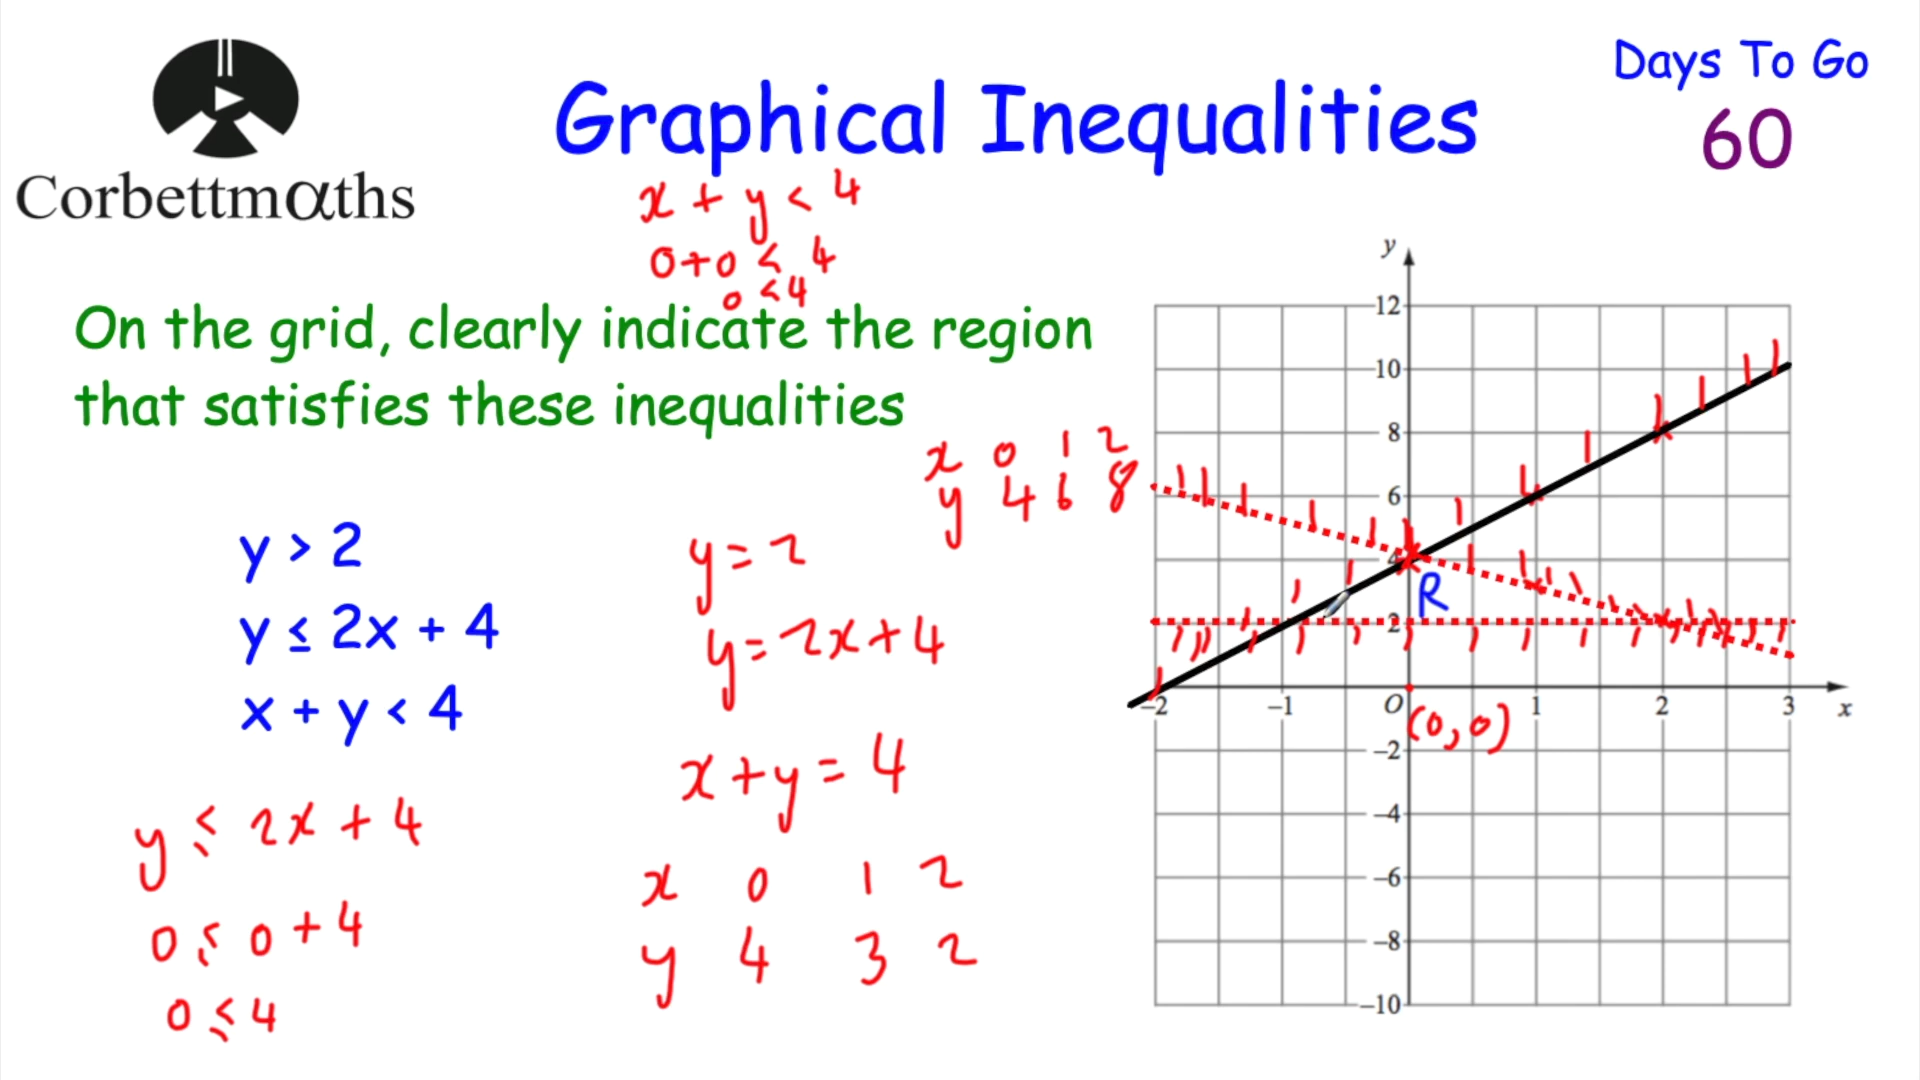 Corbettmαths
Graphical Inequalities
Days To Go
60
x + y < 4
0+0 < 4
0 < 4
On the grid, clearly indicate the region
that satisfies these inequalities
y > 2
y ≤ 2x + 4
x + y < 4
y ≤ 2x + 4
0 ≤ 0 + 4
0 ≤ 4
x 0 1 2
y 4 6 8
y = 2
y = 2x + 4
x + y = 4
x 0 1 2
y 4 3 2
y
12
10
8
6
4
R
2
-2 -1 O 1 2 3 x
(0,0)
-2
-4
-6
-8
-10